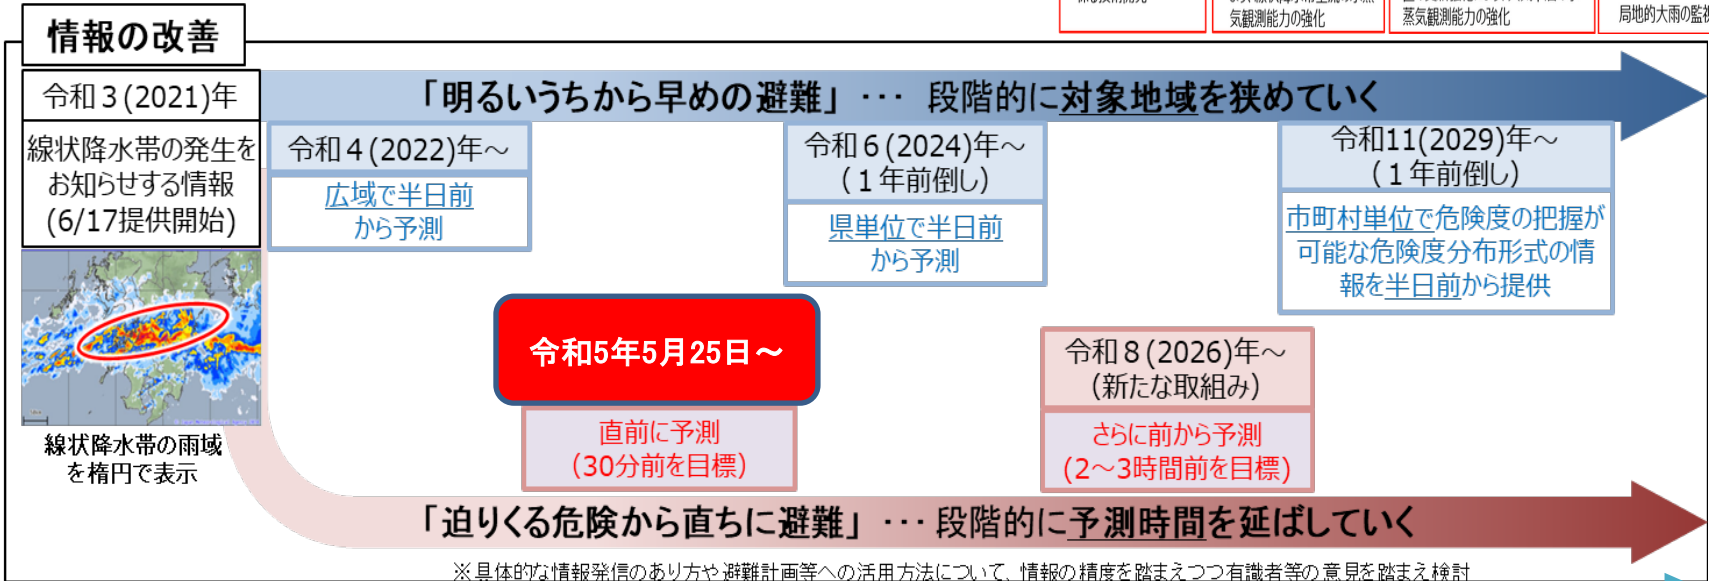 気観測能力の強化
蒸気観測能力の強化
局地的大雨の監視
情報の改善
令和3(2021)年
「明るいうちから早めの避難」 ･･･ 段階的に対象地域を狭めていく
線状降水帯の発生を
お知らせする情報
(6/17提供開始)
令和4(2022)年～
広域で半日前
から予測
令和6(2024)年～
(1年前倒し)
県単位で半日前
から予測
令和11(2029)年～
(1年前倒し)
市町村単位で危険度の把握が
可能な危険度分布形式の情
報を半日前から提供
線状降水帯の雨域
を楕円で表示
令和5年5月25日～
直前に予測
(30分前を目標)
令和8(2026)年～
(新たな取組み)
さらに前から予測
(2～3時間前を目標)
「迫りくる危険から直ちに避難」 ･･･ 段階的に予測時間を延ばしていく
※具体的な情報発信のあり方や避難計画等への活用方法について、情報の精度を踏まえつつ有識者等の意見を踏まえ検討